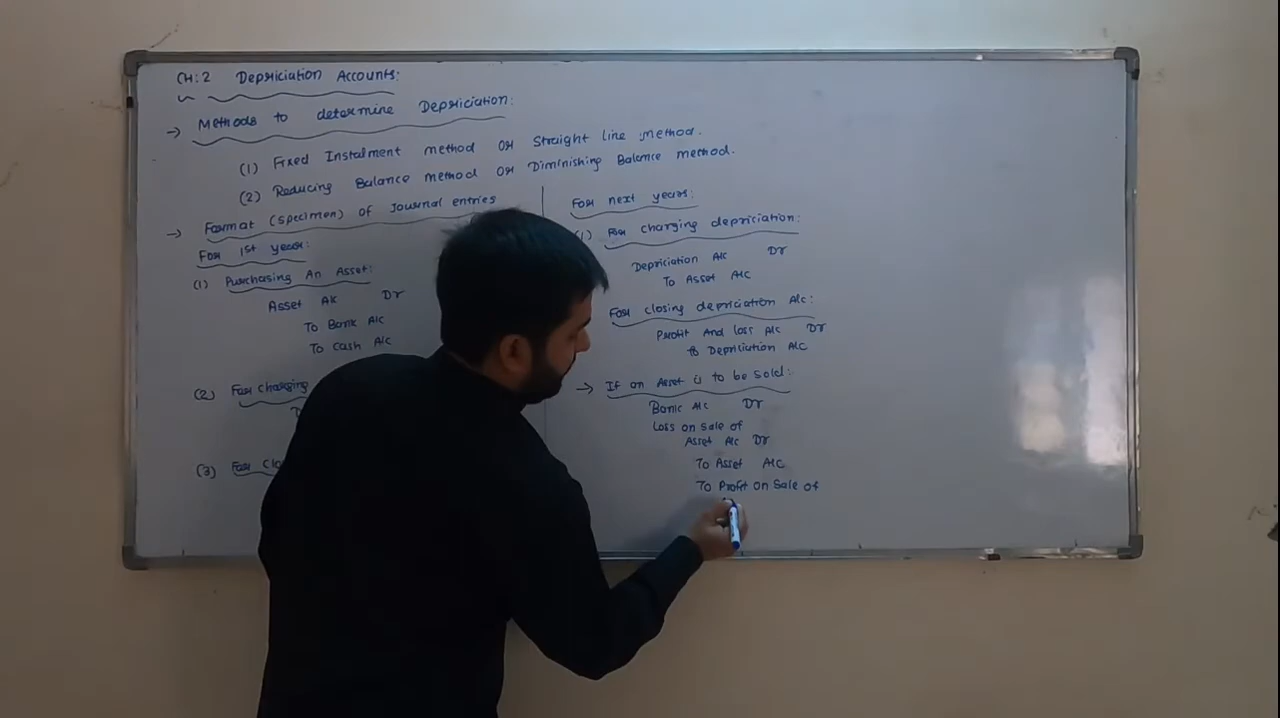 CH: 2 Depriciation Accounts:
→ Methods to determine Depriciation:
(1) Fixed Instalment method or Straight line method.
(2) Reducing Balance method or Diminishing Balance method.
→ Format (specimen) of Journal entries
For 1st year:
(1) Purchasing An Asset:
Asset A/c Dr
To Bank A/c
To Cash A/c
(2) For charging
(3) For
For next years:
(1) For charging depriciation:
Depriciation A/c Dr
To Asset A/c
For closing depriciation A/c:
Profit And loss A/c Dr
to Depriciation A/c
→ If an Asset is to be sold:
Bank A/c Dr
Loss on sale of
Asset A/c Dr
To Asset A/c
To Profit on Sale of